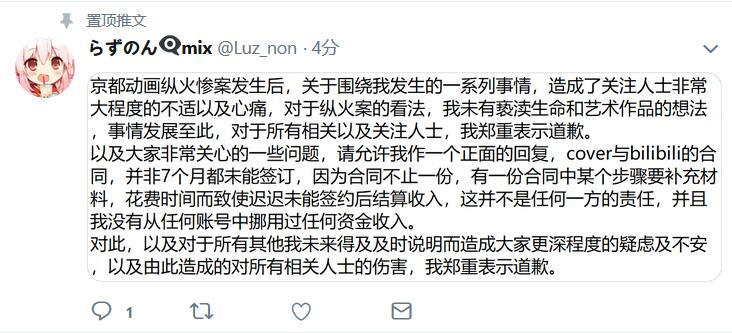 置顶推文
らずのん🔍mix @Luz_non · 4分
京都动画纵火惨案发生后，关于围绕我发生的一系列事情，造成了关注人士非常
大程度的不适以及心痛，对于纵火案的看法，我未有亵渎生命和艺术作品的想法
，事情发展至此，对于所有相关以及关注人士，我郑重表示道歉。
以及大家非常关心的一些问题，请允许我作一个正面的回复，cover与bilibili的合
同，并非7个月都未能签订，因为合同不止一份，有一份合同中某个步骤要补充材
料，花费时间而致使迟迟未能签约后结算收入，这并不是任何一方的责任，并且
我没有从任何账号中挪用过任何资金收入。
对此，以及对于所有其他我未来得及及时说明而造成大家更深程度的疑虑及不安
，以及由此造成的对所有相关人士的伤害，我郑重表示道歉。
1